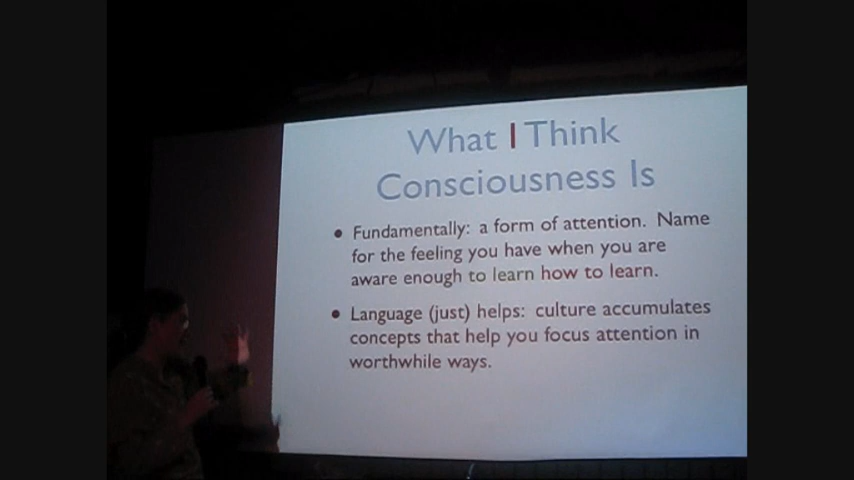 What I Think
Consciousness Is
• Fundamentally: a form of attention. Name
for the feeling you have when you are
aware enough to learn how to learn.
• Language (just) helps: culture accumulates
concepts that help you focus attention in
worthwhile ways.